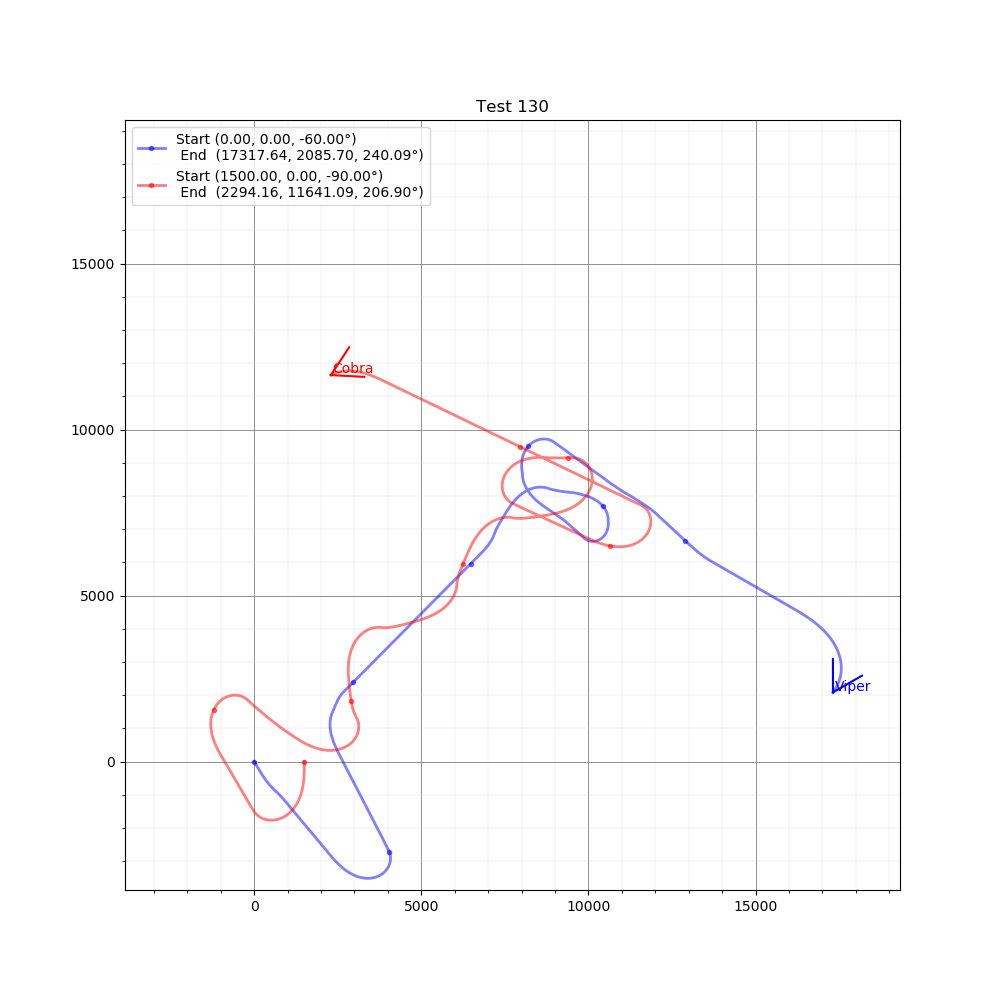 Test 130
Start (0.00, 0.00, -60.00°)
End (17317.64, 2085.70, 240.09°)
Start (1500.00, 0.00, -90.00°)
End (2294.16, 11641.09, 206.90°)
15000
10000
5000
0
Cobra
Viper
0
5000
10000
15000